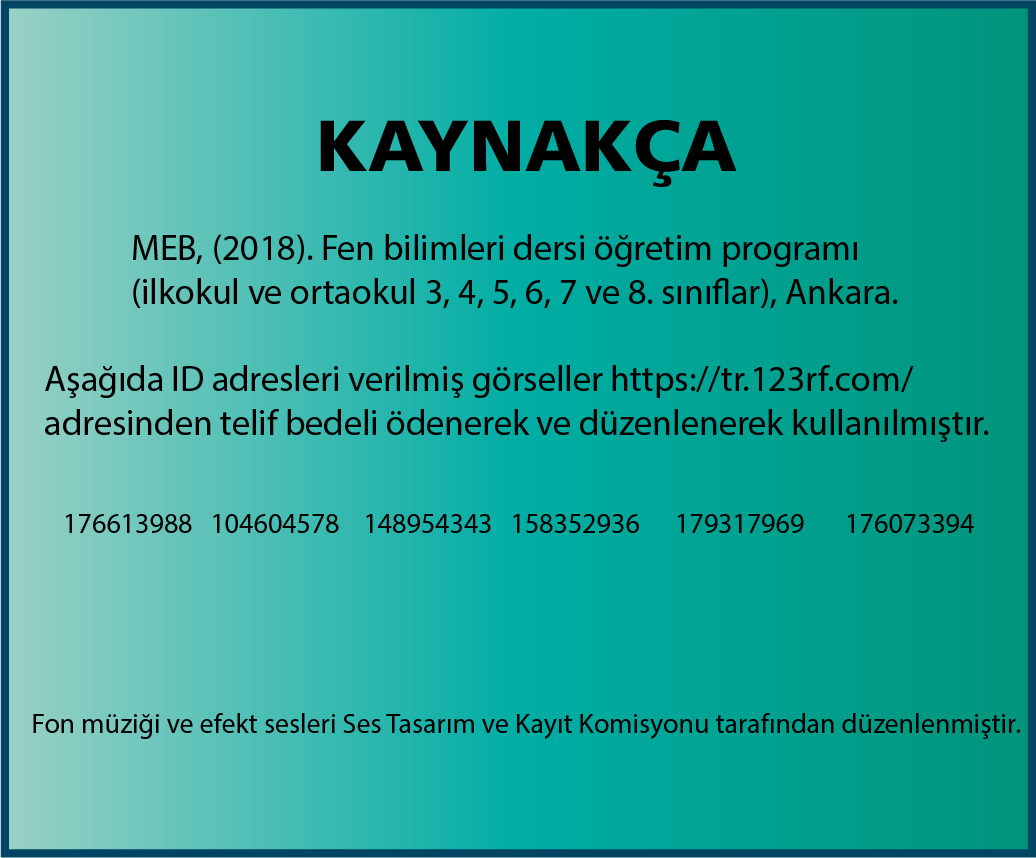 KAYNAKÇA
MEB, (2018). Fen bilimleri dersi öğretim programı
(ilkokul ve ortaokul 3, 4, 5, 6, 7 ve 8. sınıflar), Ankara.
Aşağıda ID adresleri verilmiş görseller https://tr.123rf.com/
adresinden telif bedeli ödenerek ve düzenlenerek kullanılmıştır.
176613988 104604578 148954343 158352936 179317969 176073394
Fon müziği ve efekt sesleri Ses Tasarım ve Kayıt Komisyonu tarafından düzenlenmiştir.